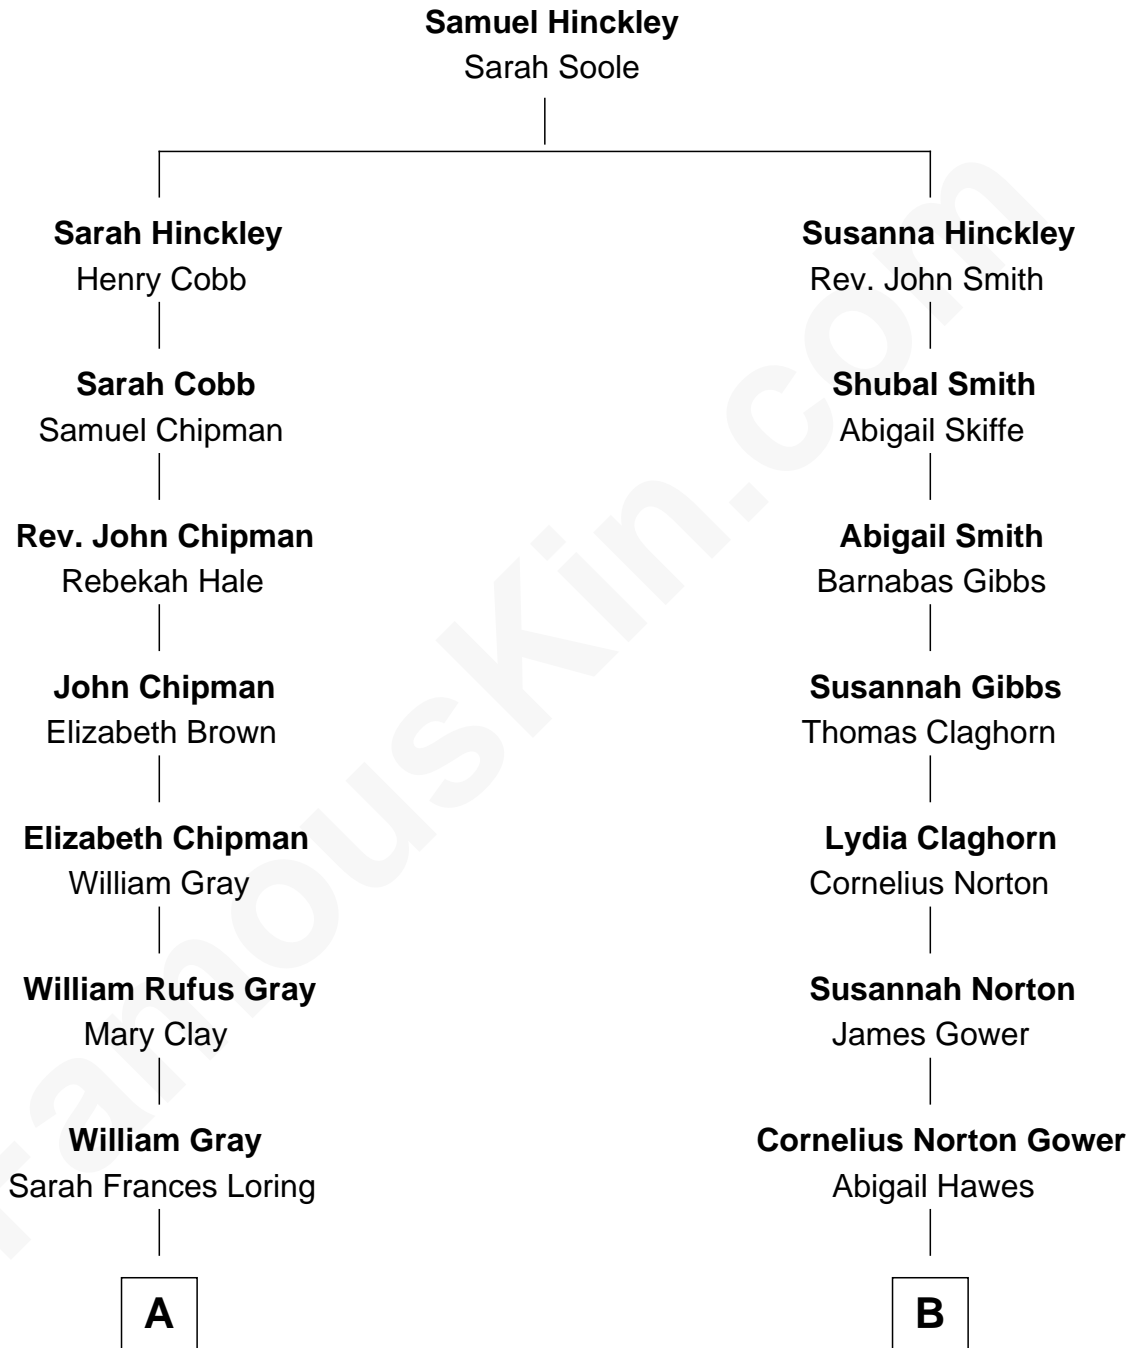 Samuel Hinckley
Sarah Soole
Sarah Hinckley
Henry Cobb
Susanna Hinckley
Rev. John Smith
Sarah Cobb
Samuel Chipman
Shubal Smith
Abigail Skiffe
Rev. John Chipman
Rebekah Hale
Abigail Smith
Barnabas Gibbs
John Chipman
Elizabeth Brown
Susannah Gibbs
Thomas Claghorn
Elizabeth Chipman
William Gray
Lydia Claghorn
Cornelius Norton
William Rufus Gray
Mary Clay
Susannah Norton
James Gower
William Gray
Sarah Frances Loring
Cornelius Norton Gower
Abigail Hawes
A
B
FamousKin.com